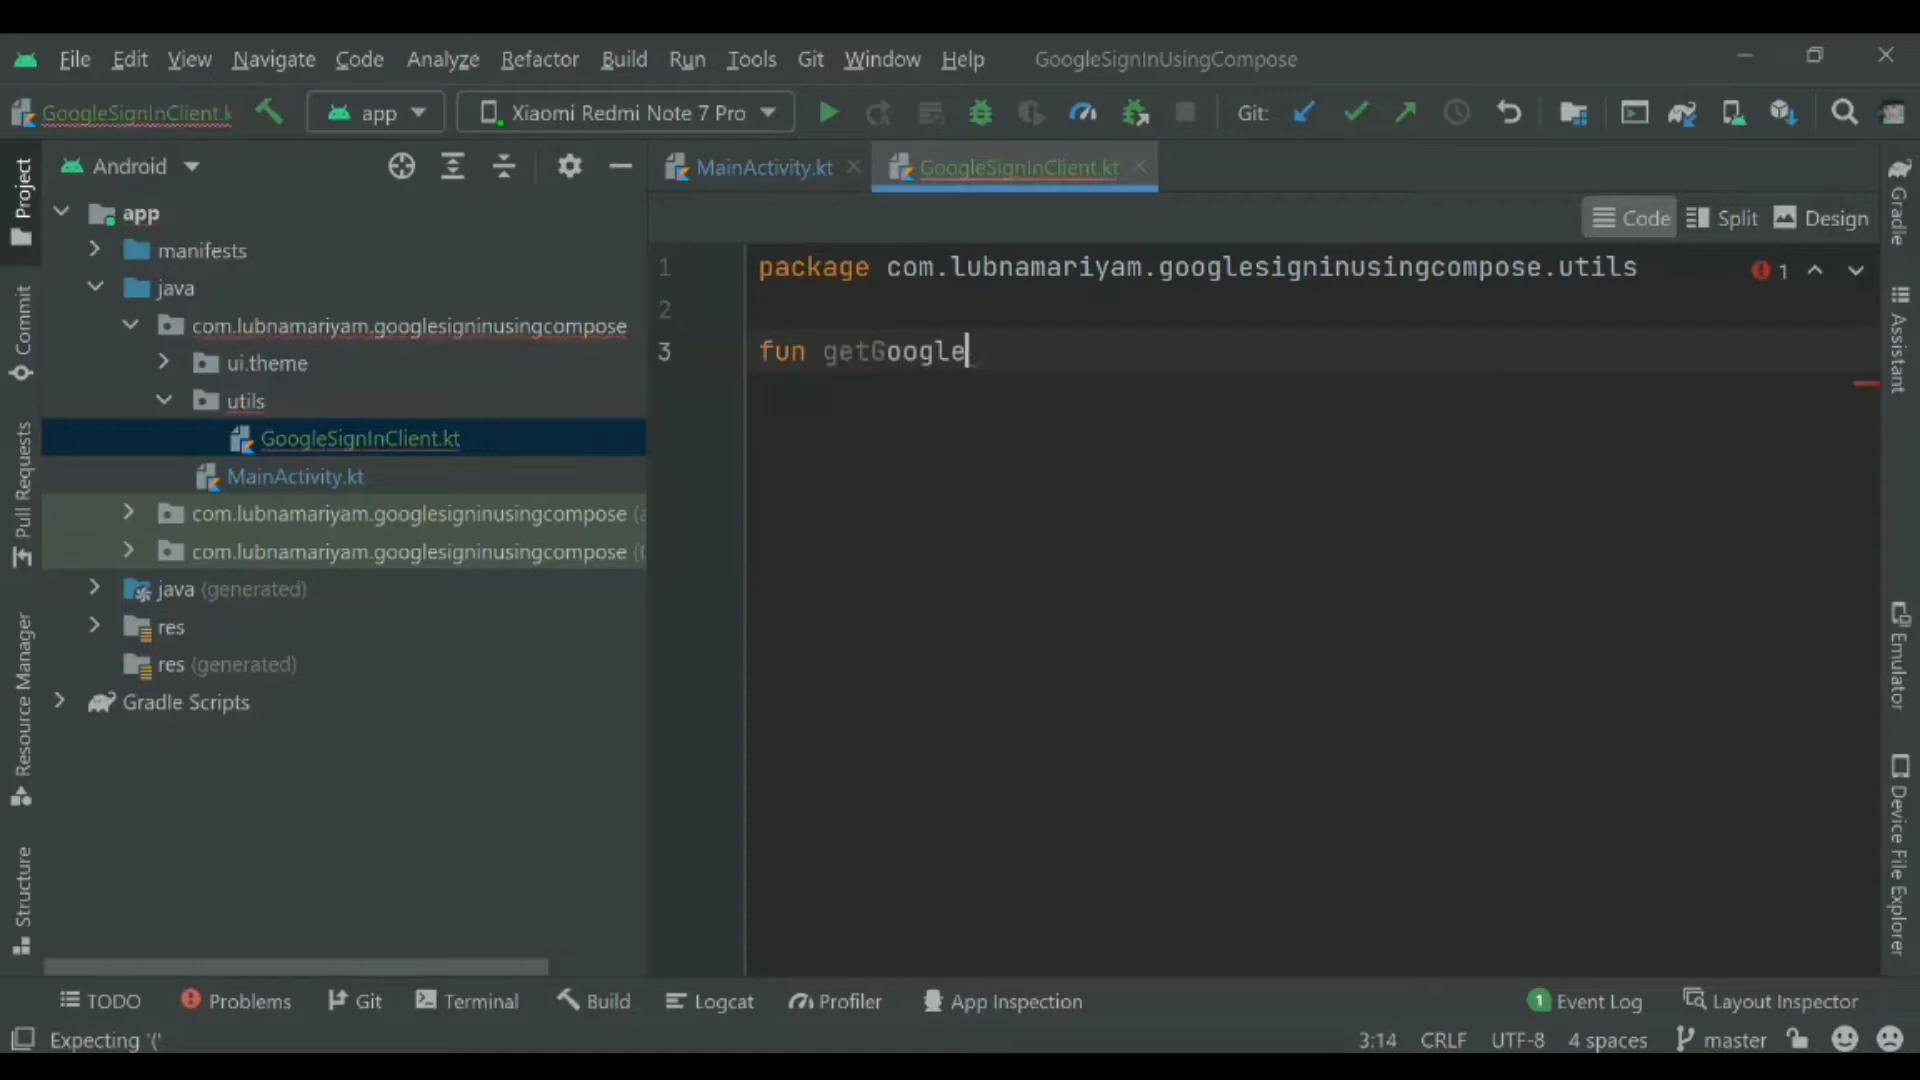 File Edit View Navigate Code Analyze Refactor Build Run Tools Git Window Help GoogleSignInUsingCompose
GoogleSignInClient.k app Xiaomi Redmi Note 7 Pro Git:
Android
MainActivity.kt GoogleSignInClient.kt
Code Split Design
app
manifests
java
com.lubnamariyam.googlesigninusingcompose
ui.theme
utils
GoogleSignInClient.kt
MainActivity.kt
com.lubnamariyam.googlesigninusingcompose (a
com.lubnamariyam.googlesigninusingcompose (t
java (generated)
res
res (generated)
Gradle Scripts
1 package com.lubnamariyam.googlesigninusingcompose.utils 1
2
3 fun getGoogle
Project
Commit
Pull Requests
Resource Manager
Structure
Gradle
Assistant
Emulator
Device File Explorer
TODO Problems Git Terminal Build Logcat Profiler App Inspection 1 Event Log Layout Inspector
Expecting '(' 3:14 CRLF UTF-8 4 spaces master